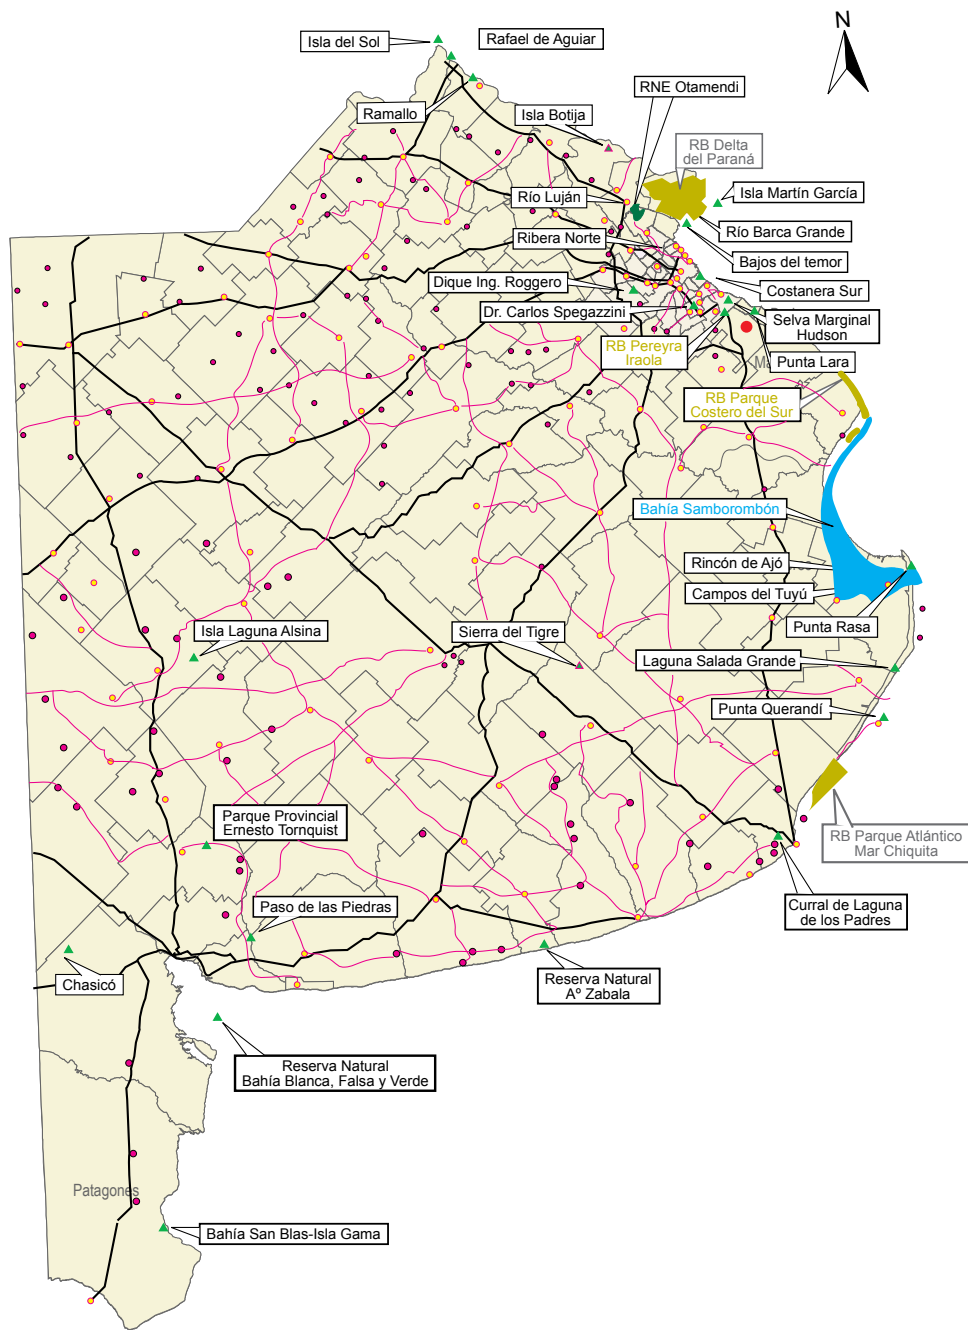 N
Isla del Sol
Rafael de Aguiar
RNE Otamendi
Ramallo
Isla Botija
RB Delta
del Paraná
Isla Martín García
Río Luján
Río Barca Grande
Ribera Norte
Bajos del temor
Dique Ing. Roggero
Costanera Sur
Dr. Carlos Spegazzini
Selva Marginal
Hudson
RB Pereyra
Iraola
Punta Lara
RB Parque
Costero del Sur
Bahía Samborombón
Rincón de Ajó
Campos del Tuyú
Punta Rasa
Isla Laguna Alsina
Sierra del Tigre
Laguna Salada Grande
Punta Querandí
Parque Provincial
Ernesto Tornquist
RB Parque Atlántico
Mar Chiquita
Paso de las Piedras
Curral de Laguna
de los Padres
Chasicó
Reserva Natural
Aº Zabala
Reserva Natural
Bahía Blanca, Falsa y Verde
Patagones
Bahía San Blas-Isla Gama